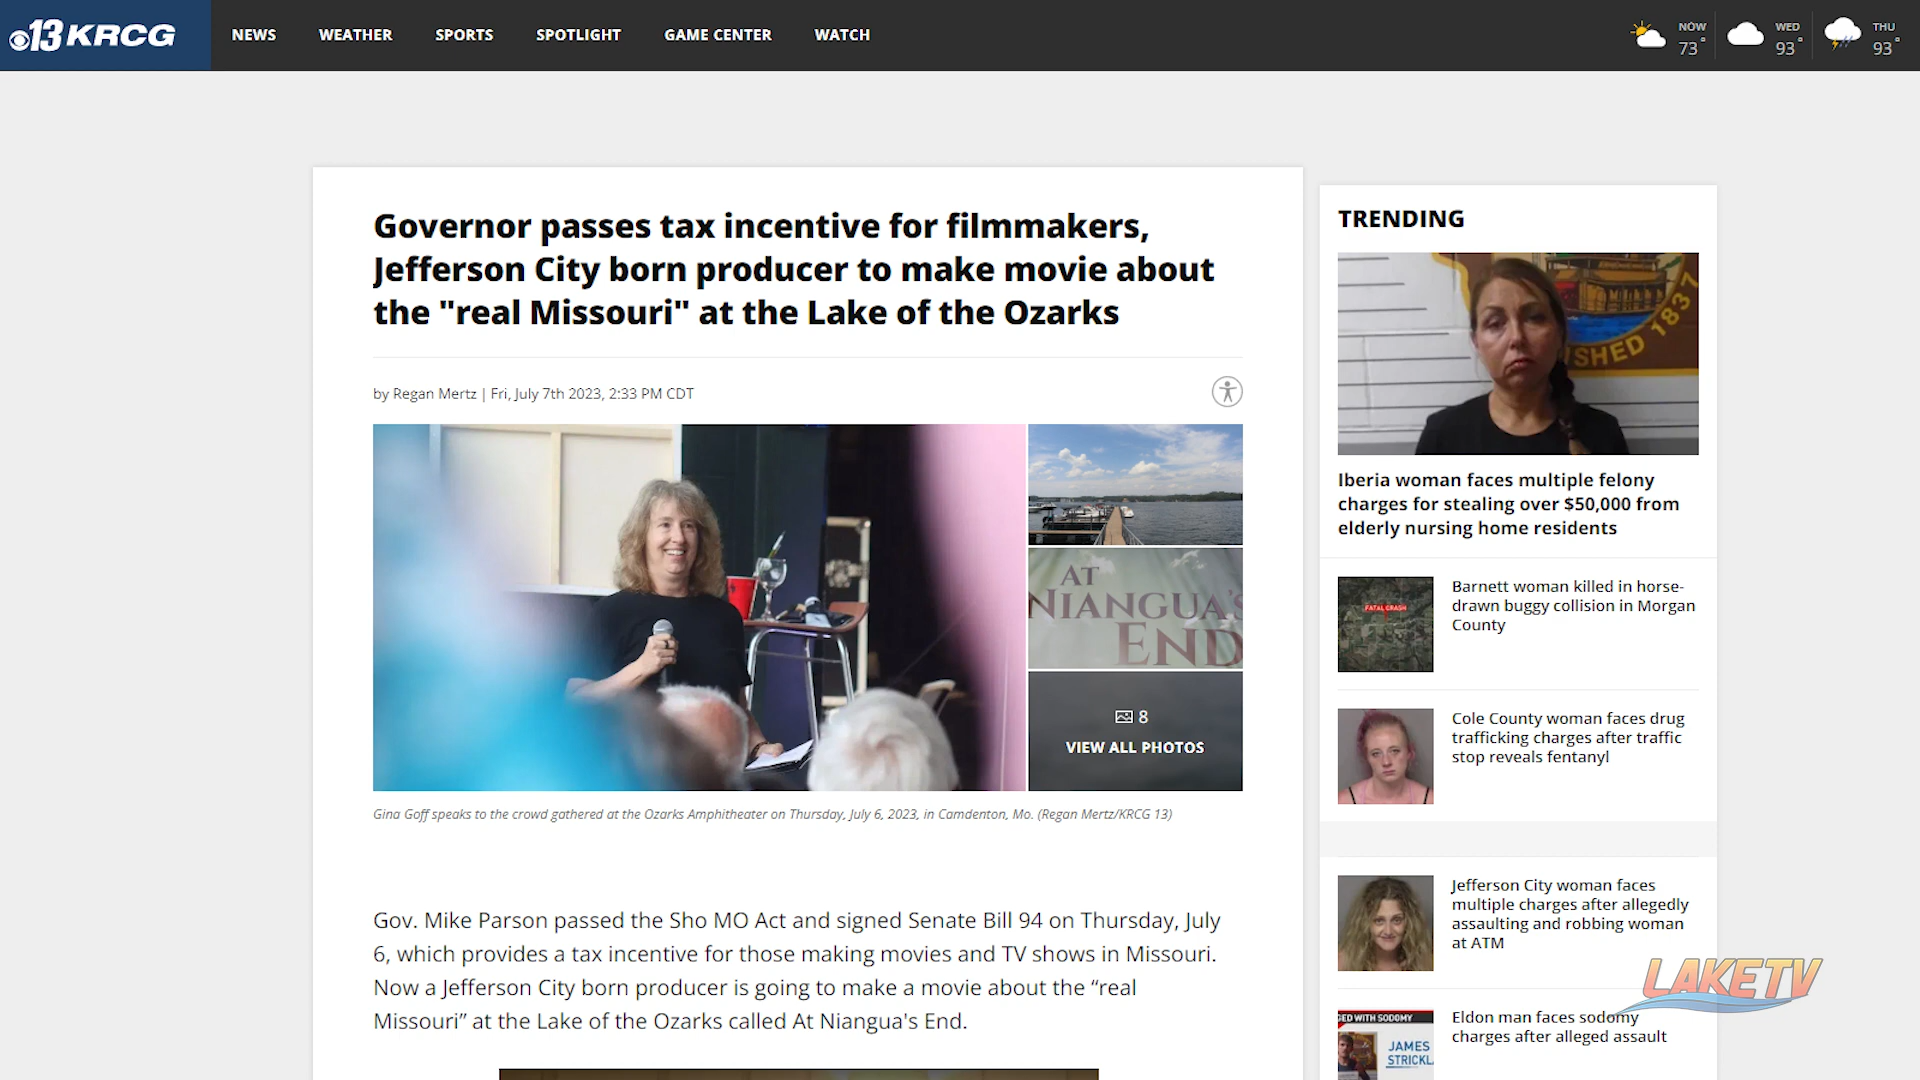 13 KRCG
NEWS
WEATHER
SPORTS
SPOTLIGHT
GAME CENTER
WATCH
NOW
73°
WED
93°
THU
93°
Governor passes tax incentive for filmmakers,
Jefferson City born producer to make movie about
the "real Missouri" at the Lake of the Ozarks
by Regan Mertz | Fri, July 7th 2023, 2:33 PM CDT
AT
NIANGUA'S
END
8
VIEW ALL PHOTOS
Gina Goff speaks to the crowd gathered at the Ozarks Amphitheater on Thursday, July 6, 2023, in Camdenton, Mo. (Regan Mertz/KRCG 13)
Gov. Mike Parson passed the Sho MO Act and signed Senate Bill 94 on Thursday, July
6, which provides a tax incentive for those making movies and TV shows in Missouri.
Now a Jefferson City born producer is going to make a movie about the “real
Missouri” at the Lake of the Ozarks called At Niangua's End.
TRENDING
SHED 1837
Iberia woman faces multiple felony
charges for stealing over $50,000 from
elderly nursing home residents
FATAL CRASH
Barnett woman killed in horse-
drawn buggy collision in Morgan
County
Cole County woman faces drug
trafficking charges after traffic
stop reveals fentanyl
Jefferson City woman faces
multiple charges after allegedly
assaulting and robbing woman
at ATM
GED WITH SODOMY
JAMES
STRICKL
Eldon man faces sodomy
charges after alleged assault
LAKETV